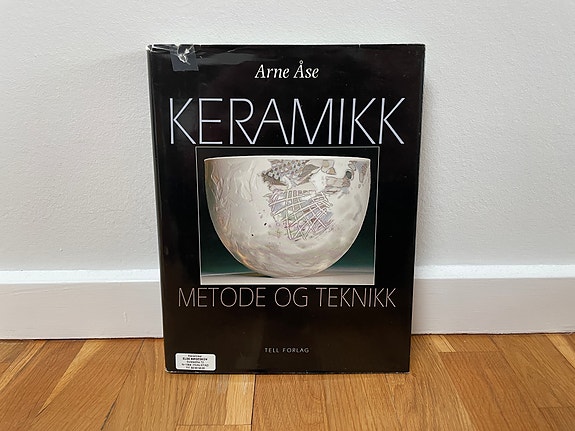 Arne Åse
KERAMIKK
METODE OG TEKNIKK
TELL FORLAG